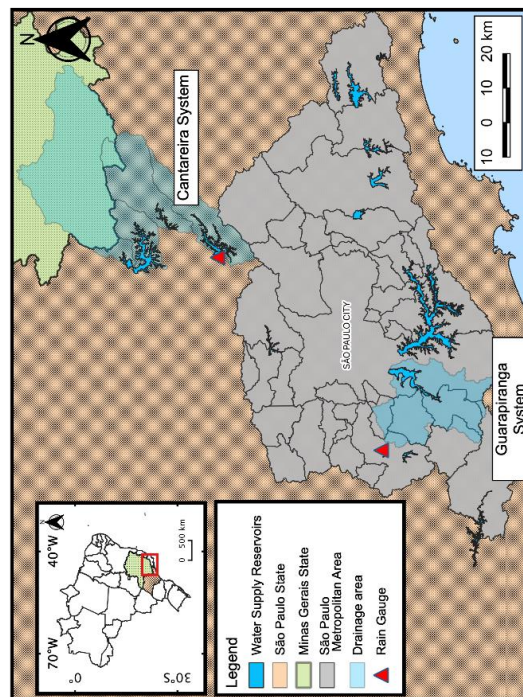 70°W
40°W
N
0
30°S
0 500 km
Legend
Water Supply Reservoirs
São Paulo State
Minas Gerais State
São Paulo
Metropolitan Area
Drainage area
Rain Gauge
N
Cantareira System
SÃO PAULO CITY
Guarapiranga
System
10 0 10 20 km